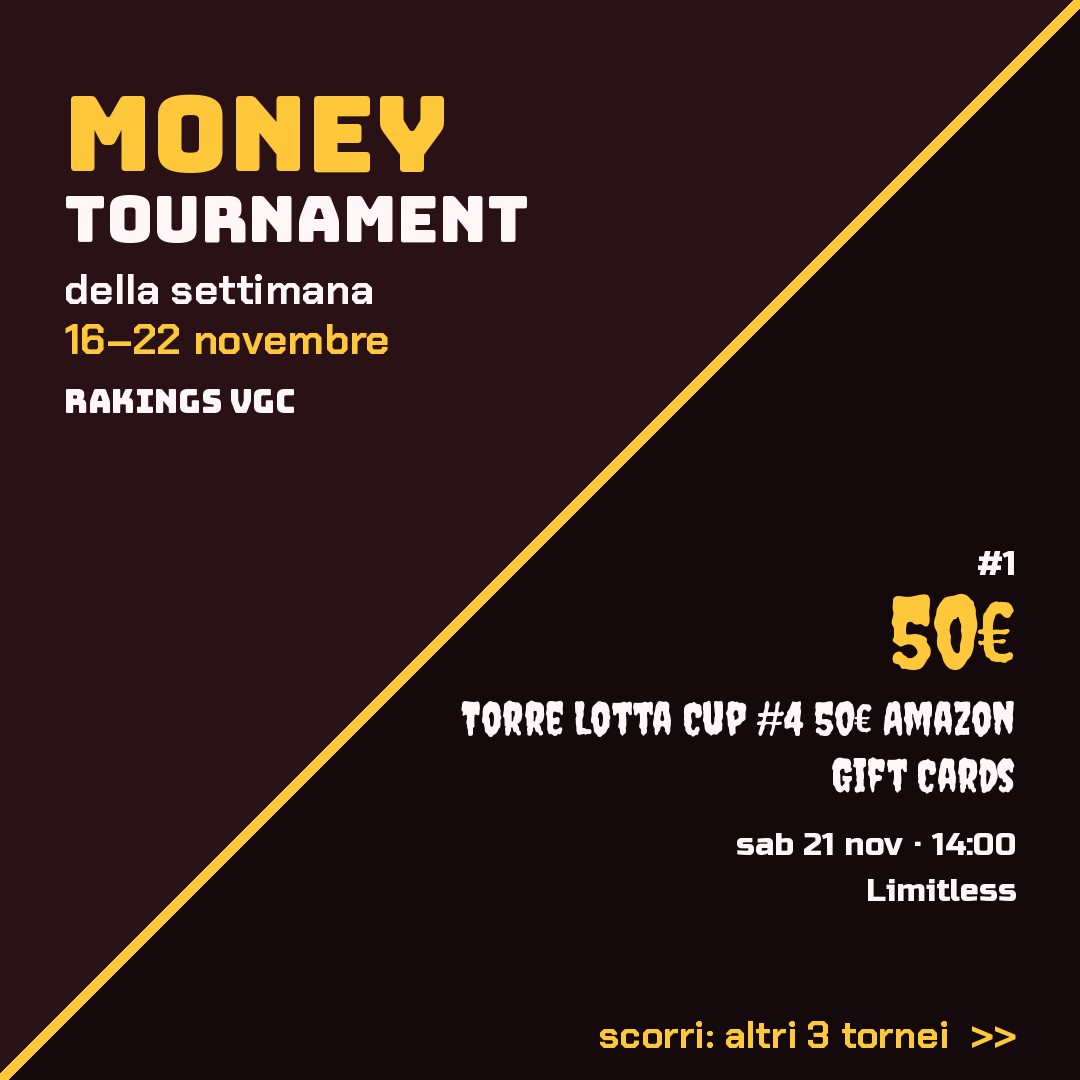 MONEY
TOURNAMENT
della settimana
16–22 novembre
RAKINGS VGC
#1
50€
TORRE LOTTA CUP #4 50€ AMAZON
GIFT CARDS
sab 21 nov · 14:00
Limitless
scorri: altri 3 tornei >>